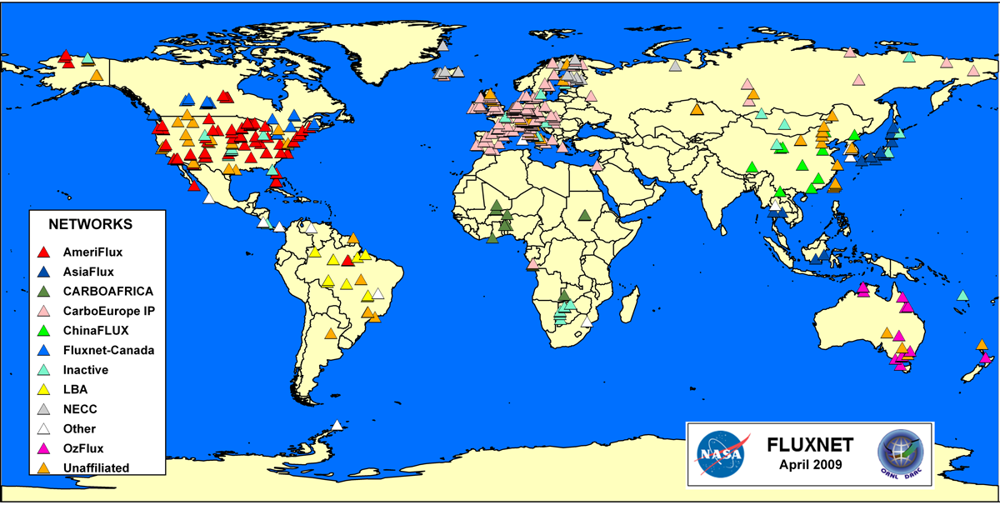 NETWORKS
AmeriFlux
AsiaFlux
CARBOAFRICA
CarboEurope IP
ChinaFLUX
Fluxnet-Canada
Inactive
LBA
NECC
Other
OzFlux
Unaffiliated
NASA
FLUXNET
April 2009
ORNL DAAC